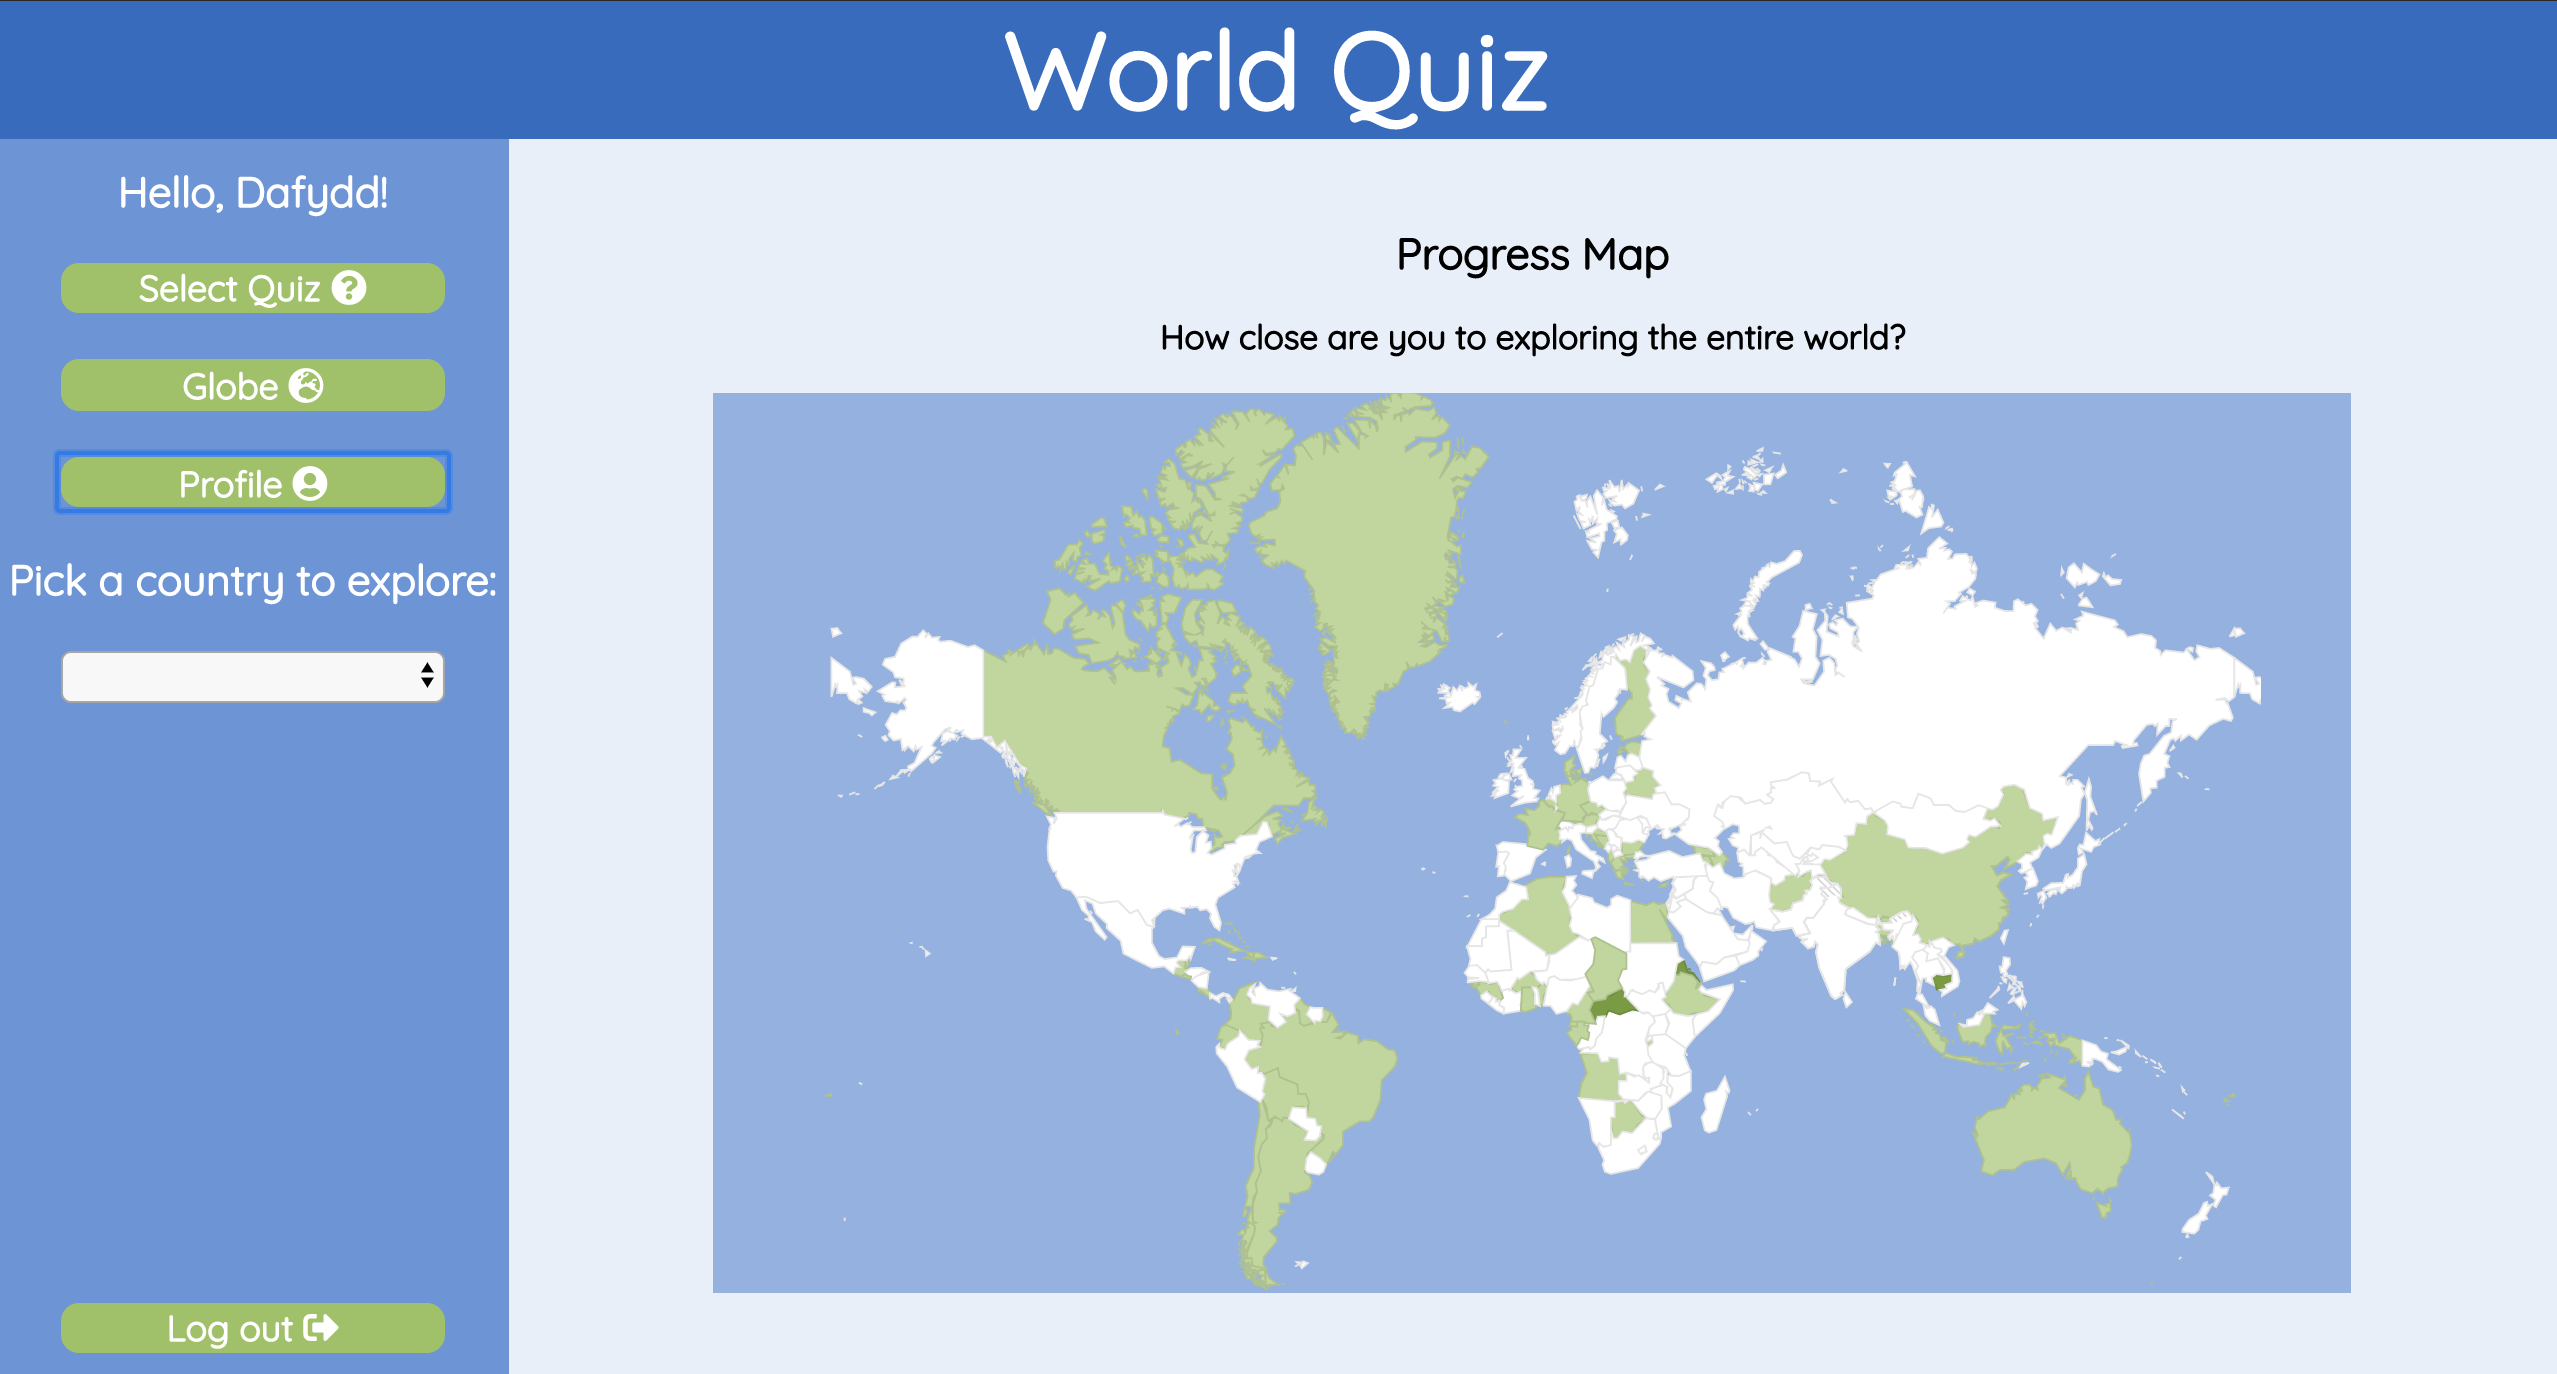 World Quiz
Hello, Dafydd!
Select Quiz
Globe
Profile
Pick a country to explore:
Log out
Progress Map
How close are you to exploring the entire world?